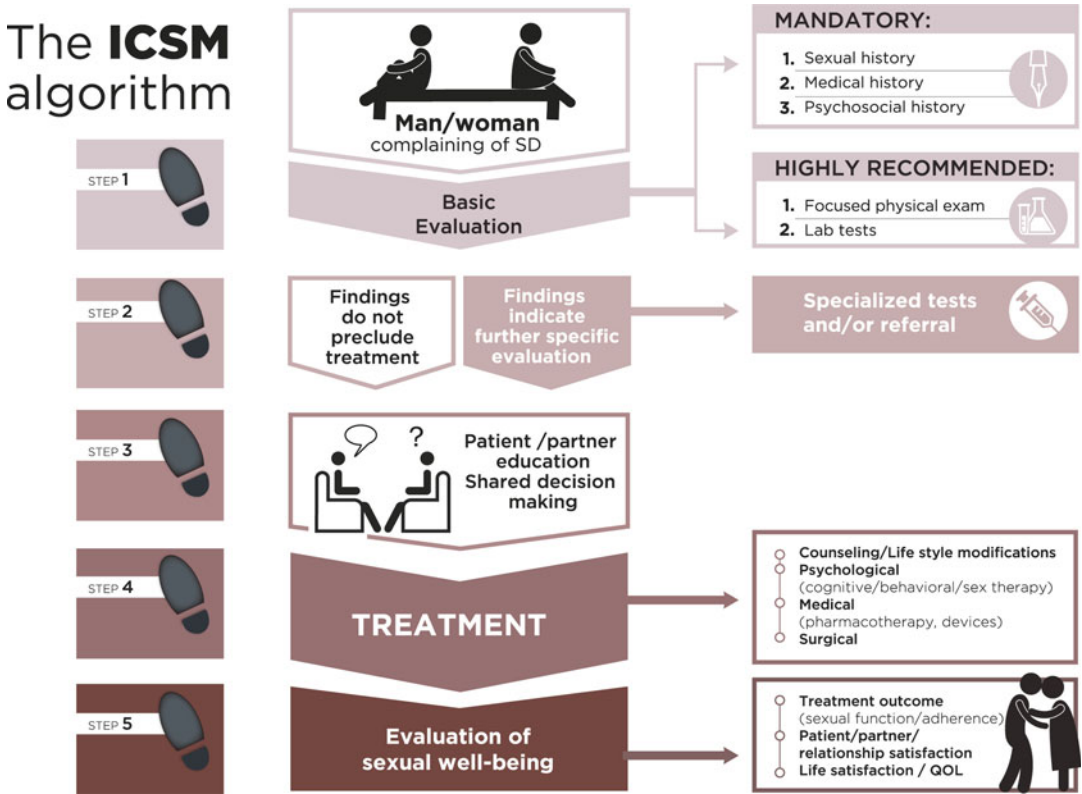 The ICSM
algorithm
Man/woman
complaining of SD
MANDATORY:
1. Sexual history
2. Medical history
3. Psychosocial history
STEP 1
Basic
Evaluation
HIGHLY RECOMMENDED:
1. Focused physical exam
2. Lab tests
STEP 2
Findings
do not
preclude
treatment
Findings
indicate
further specific
evaluation
Specialized tests
and/or referral
STEP 3
?
Patient /partner
education
Shared decision
making
STEP 4
TREATMENT
Counseling/Life style modifications
Psychological
(cognitive/behavioral/sex therapy)
Medical
(pharmacotherapy, devices)
Surgical
STEP 5
Evaluation of
sexual well-being
Treatment outcome
(sexual function/adherence)
Patient/partner/
relationship satisfaction
Life satisfaction / QOL